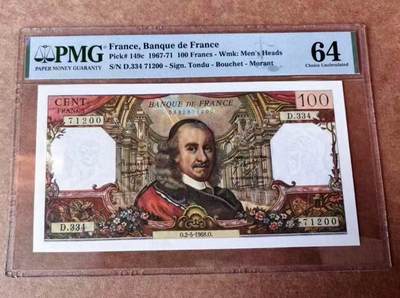 PMG
PAPER MONEY GUARANTY
France, Banque de France
Pick# 149c 1967-71 100 Francs - Wmk: Men's Heads
S/N D.334 71200 - Sign. Tondu - Bouchet - Morant
64
Choice Uncirculated
CENT
FRANCS
BANQUE DE FRANCE
100
71200
D.334
71200
D.334
O.2-5-1968.O.